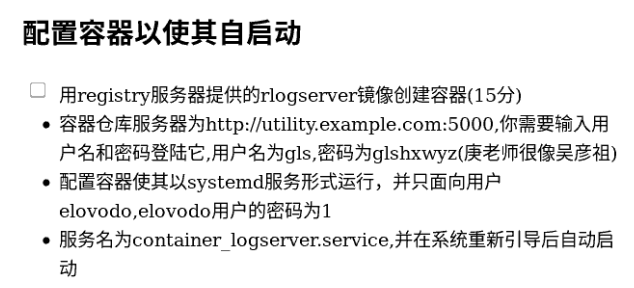 配置容器以使其自启动
用registry服务器提供的rlogserver镜像创建容器(15分)
容器仓库服务器为http://utility.example.com:5000,你需要输入用
户名和密码登陆它,用户名为gls,密码为glshxwyz(庚老师很像吴彦祖)
配置容器使其以systemd服务形式运行，并只面向用户
elovodo,elovodo用户的密码为1
服务名为container_logserver.service,并在系统重新引导后自动启
动